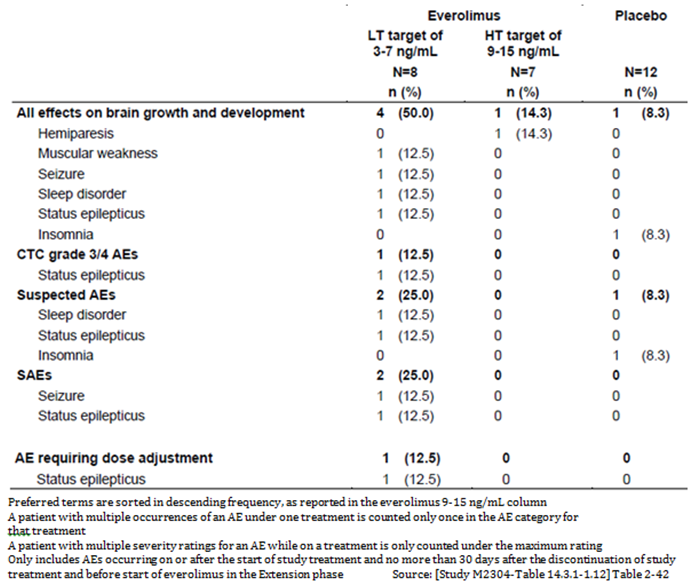 Everolimus Placebo
LT target of HT target of
3-7 ng/mL 9-15 ng/mL
N=8 N=7 N=12
n (%) n (%) n (%)
All effects on brain growth and development 4 (50.0) 1 (14.3) 1 (8.3)
Hemiparesis 0 1 (14.3) 0
Muscular weakness 1 (12.5) 0 0
Seizure 1 (12.5) 0 0
Sleep disorder 1 (12.5) 0 0
Status epilepticus 1 (12.5) 0 0
Insomnia 0 0 1 (8.3)
CTC grade 3/4 AEs 1 (12.5) 0 0
Status epilepticus 1 (12.5) 0 0
Suspected AEs 2 (25.0) 0 1 (8.3)
Sleep disorder 1 (12.5) 0 0
Status epilepticus 1 (12.5) 0 0
Insomnia 0 0 1 (8.3)
SAEs 2 (25.0) 0 0
Seizure 1 (12.5) 0 0
Status epilepticus 1 (12.5) 0 0
AE requiring dose adjustment 1 (12.5) 0 0
Status epilepticus 1 (12.5) 0 0
Preferred terms are sorted in descending frequency, as reported in the everolimus 9-15 ng/mL column
A patient with multiple occurrences of an AE under one treatment is counted only once in the AE category for
that treatment
A patient with multiple severity ratings for an AE while on a treatment is only counted under the maximum rating
Only includes AEs occurring on or after the start of study treatment and no more than 30 days after the discontinuation of study
treatment and before start of everolimus in the Extension phase Source: [Study M2304-Table 14.3.1-1.12] Table 2-42